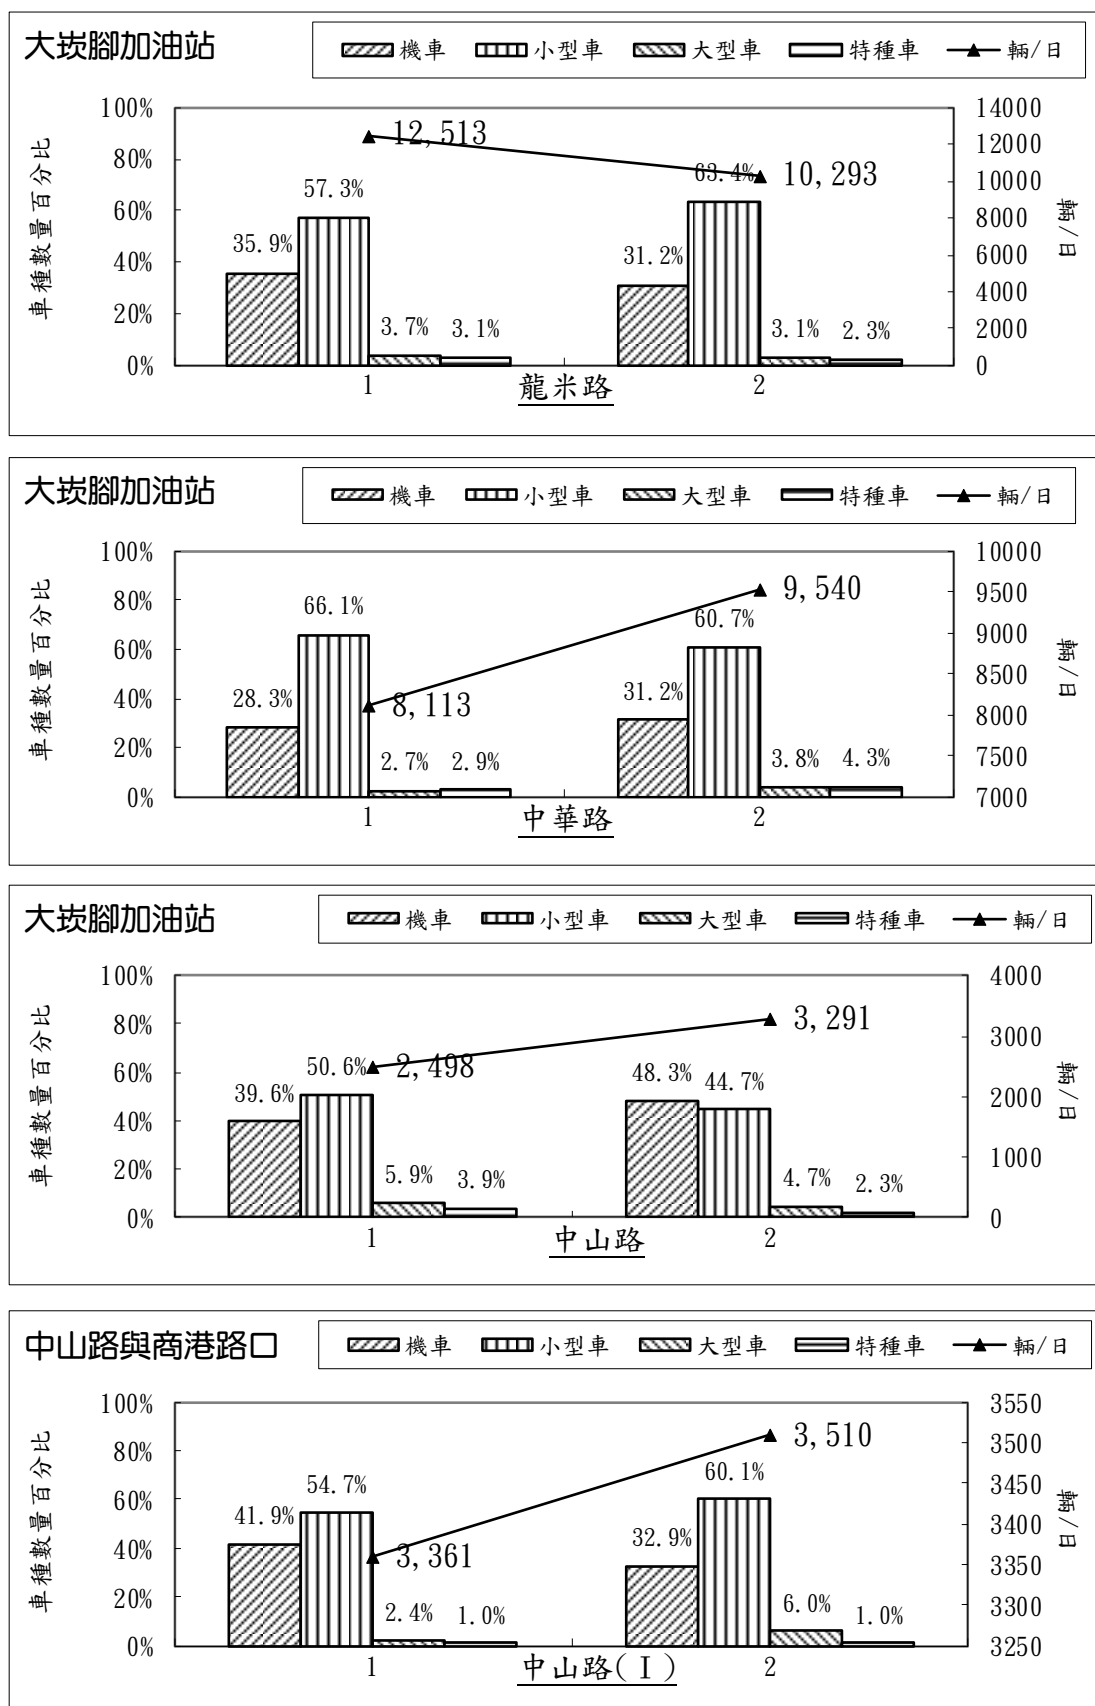 大崁腳加油站
機車 小型車 大型車 特種車 輛/日
車種數量百分比
100%
80%
60%
40%
20%
0%
35.9% 57.3% 3.7% 3.1%
31.2% 63.4% 3.1% 2.3%
12,513 10,293
14000
12000
10000
8000
6000
4000
2000
0
輛/日
1 龍米路 2
大崁腳加油站
機車 小型車 大型車 特種車 輛/日
車種數量百分比
100%
80%
60%
40%
20%
0%
28.3% 66.1% 2.7% 2.9%
31.2% 60.7% 3.8% 4.3%
8,113 9,540
10000
9500
9000
8500
8000
7500
7000
輛/日
1 中華路 2
大崁腳加油站
機車 小型車 大型車 特種車 輛/日
車種數量百分比
100%
80%
60%
40%
20%
0%
39.6% 50.6% 5.9% 3.9%
48.3% 44.7% 4.7% 2.3%
2,498 3,291
4000
3000
2000
1000
0
輛/日
1 中山路 2
中山路與商港路口
機車 小型車 大型車 特種車 輛/日
車種數量百分比
100%
80%
60%
40%
20%
0%
41.9% 54.7% 2.4% 1.0%
32.9% 60.1% 6.0% 1.0%
3,361 3,510
3550
3500
3450
3400
3350
3300
3250
輛/日
1 中山路(Ⅰ) 2